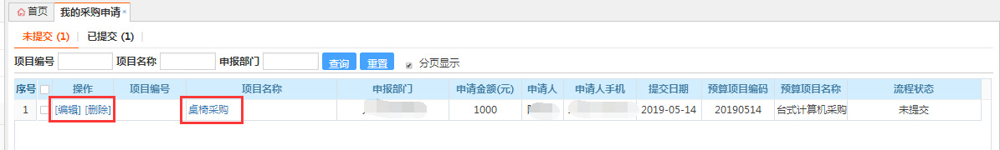 首页 我的采购申请 ×
未提交 (1) 已提交 (1)
项目编号 项目名称 申报部门 查询 重置 分页显示
序号 操作 项目编号 项目名称 申报部门 申请金额(元) 申请人 申请人手机 提交日期 预算项目编码 预算项目名称 流程状态
1 [编辑] [删除] 桌椅采购 1000 2019-05-14 20190514 台式计算机采购 未提交